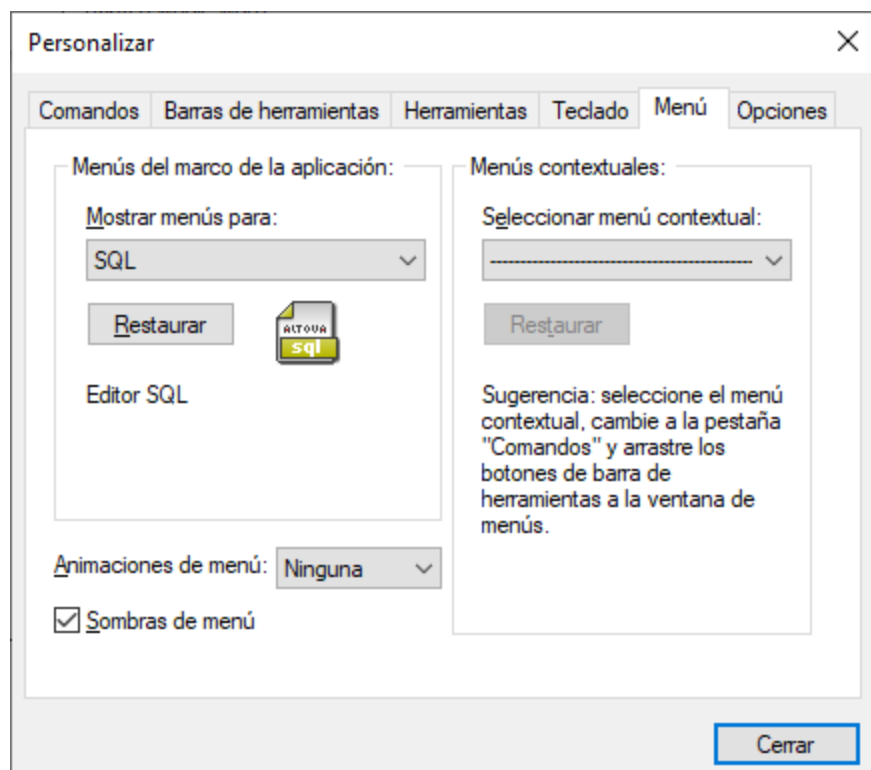 Personalizar
Comandos Barras de herramientas Herramientas Teclado Menú Opciones
Menús del marco de la aplicación:
Mostrar menús para:
SQL
Restaurar
ALTOVA
sql
Editor SQL
Menús contextuales:
Seleccionar menú contextual:
Restaurar
Sugerencia: seleccione el menú
contextual, cambie a la pestaña
"Comandos" y arrastre los
botones de barra de
herramientas a la ventana de
menús.
Animaciones de menú: Ninguna
Sombras de menú
Cerrar